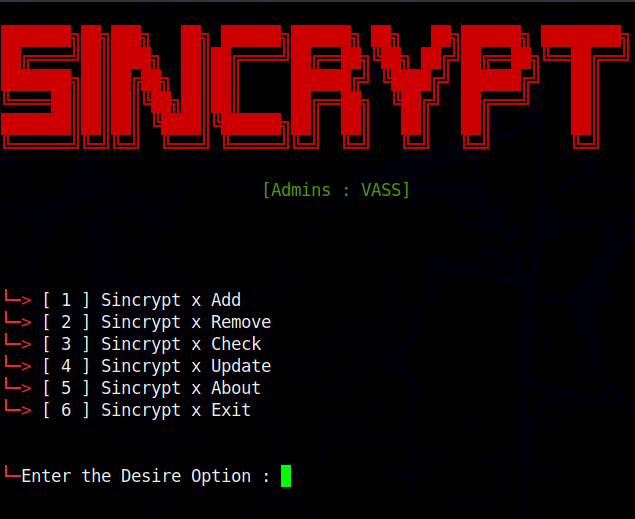 SINCRYPT
[Admins : VASS]
└─> [ 1 ] Sincrypt x Add
└─> [ 2 ] Sincrypt x Remove
└─> [ 3 ] Sincrypt x Check
└─> [ 4 ] Sincrypt x Update
└─> [ 5 ] Sincrypt x About
└─> [ 6 ] Sincrypt x Exit
└─Enter the Desire Option :